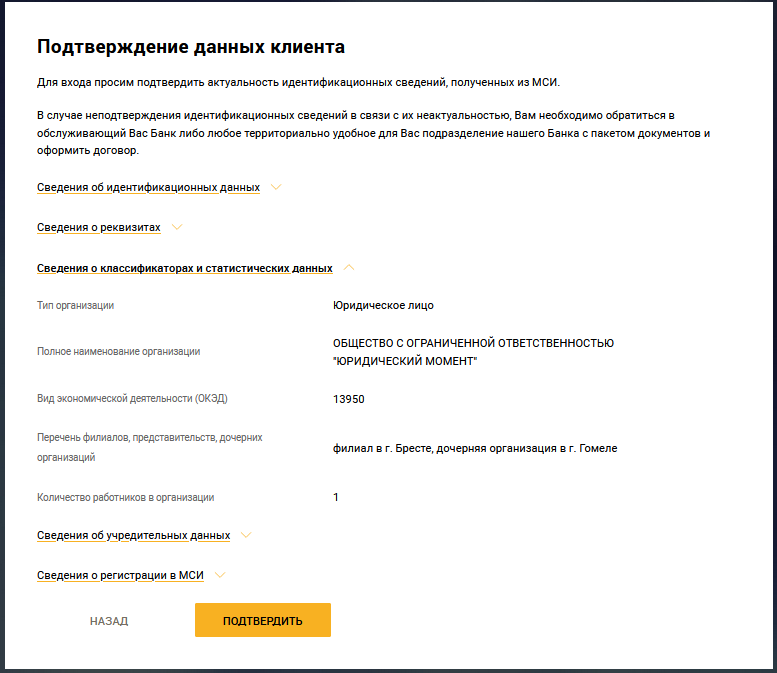 Подтверждение данных клиента
Для входа просим подтвердить актуальность идентификационных сведений, полученных из МСИ.
В случае неподтверждения идентификационных сведений в связи с их неактуальностью, Вам необходимо обратиться в
обслуживающий Вас Банк либо любое территориально удобное для Вас подразделение нашего Банка с пакетом документов и
оформить договор.
Сведения об идентификационных данных
Сведения о реквизитах
Сведения о классификаторах и статистических данных
Тип организации
Юридическое лицо
Полное наименование организации
ОБЩЕСТВО С ОГРАНИЧЕННОЙ ОТВЕТСТВЕННОСТЬЮ
"ЮРИДИЧЕСКИЙ МОМЕНТ"
Вид экономической деятельности (ОКЭД)
13950
Перечень филиалов, представительств, дочерних
организаций
филиал в г. Бресте, дочерняя организация в г. Гомеле
Количество работников в организации
1
Сведения об учредительных данных
Сведения о регистрации в МСИ
НАЗАД
ПОДТВЕРДИТЬ